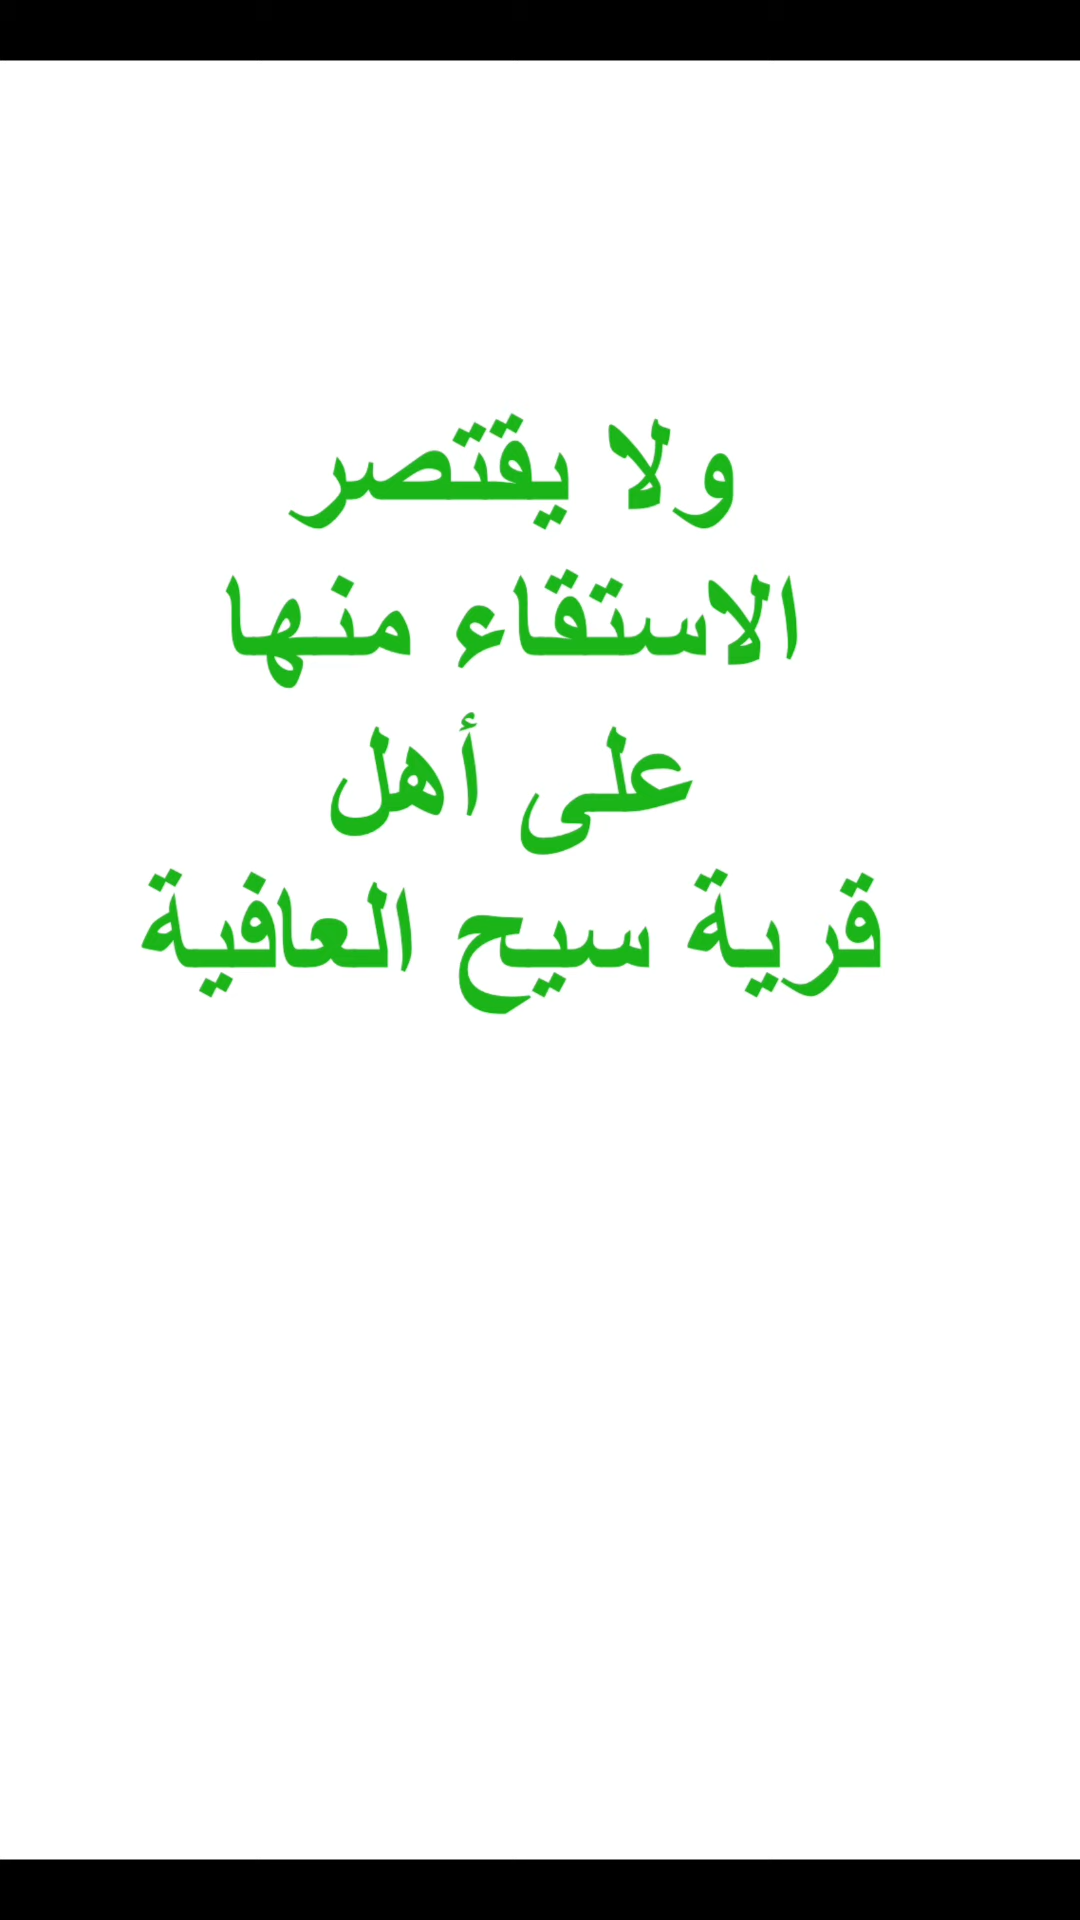 ولا يقتصر
الاستقاء منها
على أهل
قرية سيح العافية